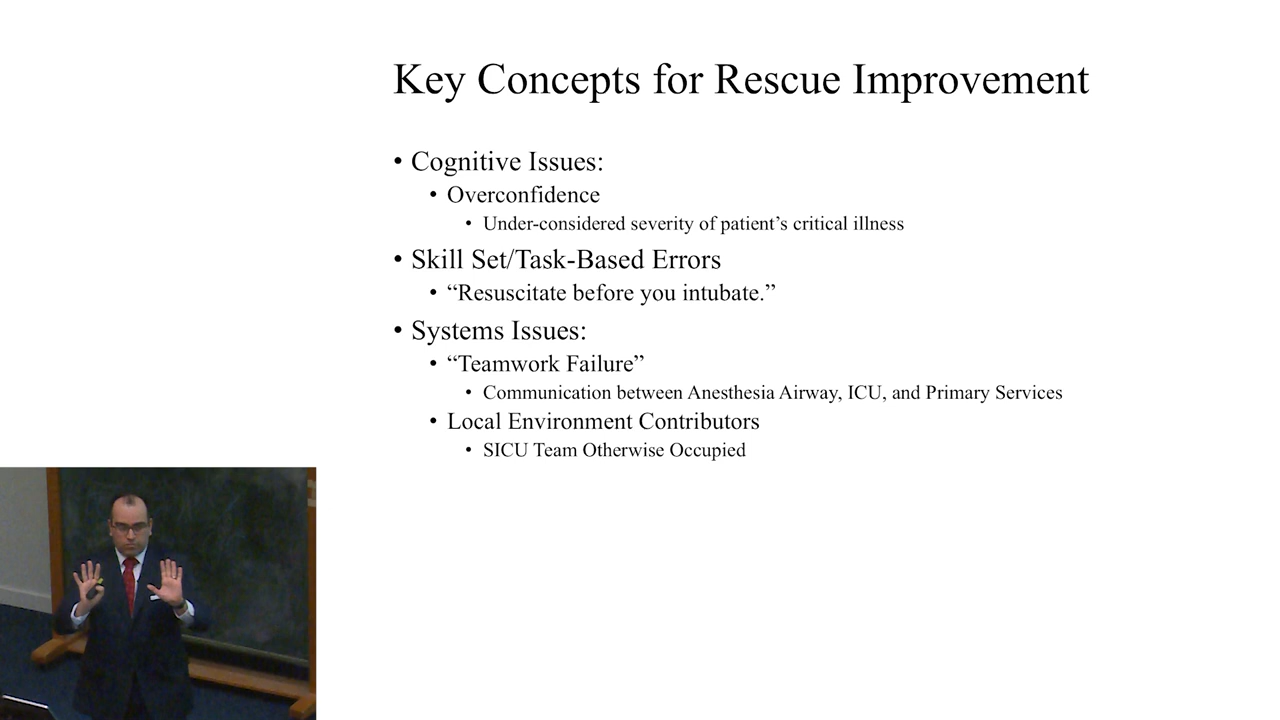 Key Concepts for Rescue Improvement
• Cognitive Issues:
• Overconfidence
• Under-considered severity of patient’s critical illness
• Skill Set/Task-Based Errors
• “Resuscitate before you intubate.”
• Systems Issues:
• “Teamwork Failure”
• Communication between Anesthesia Airway, ICU, and Primary Services
• Local Environment Contributors
• SICU Team Otherwise Occupied